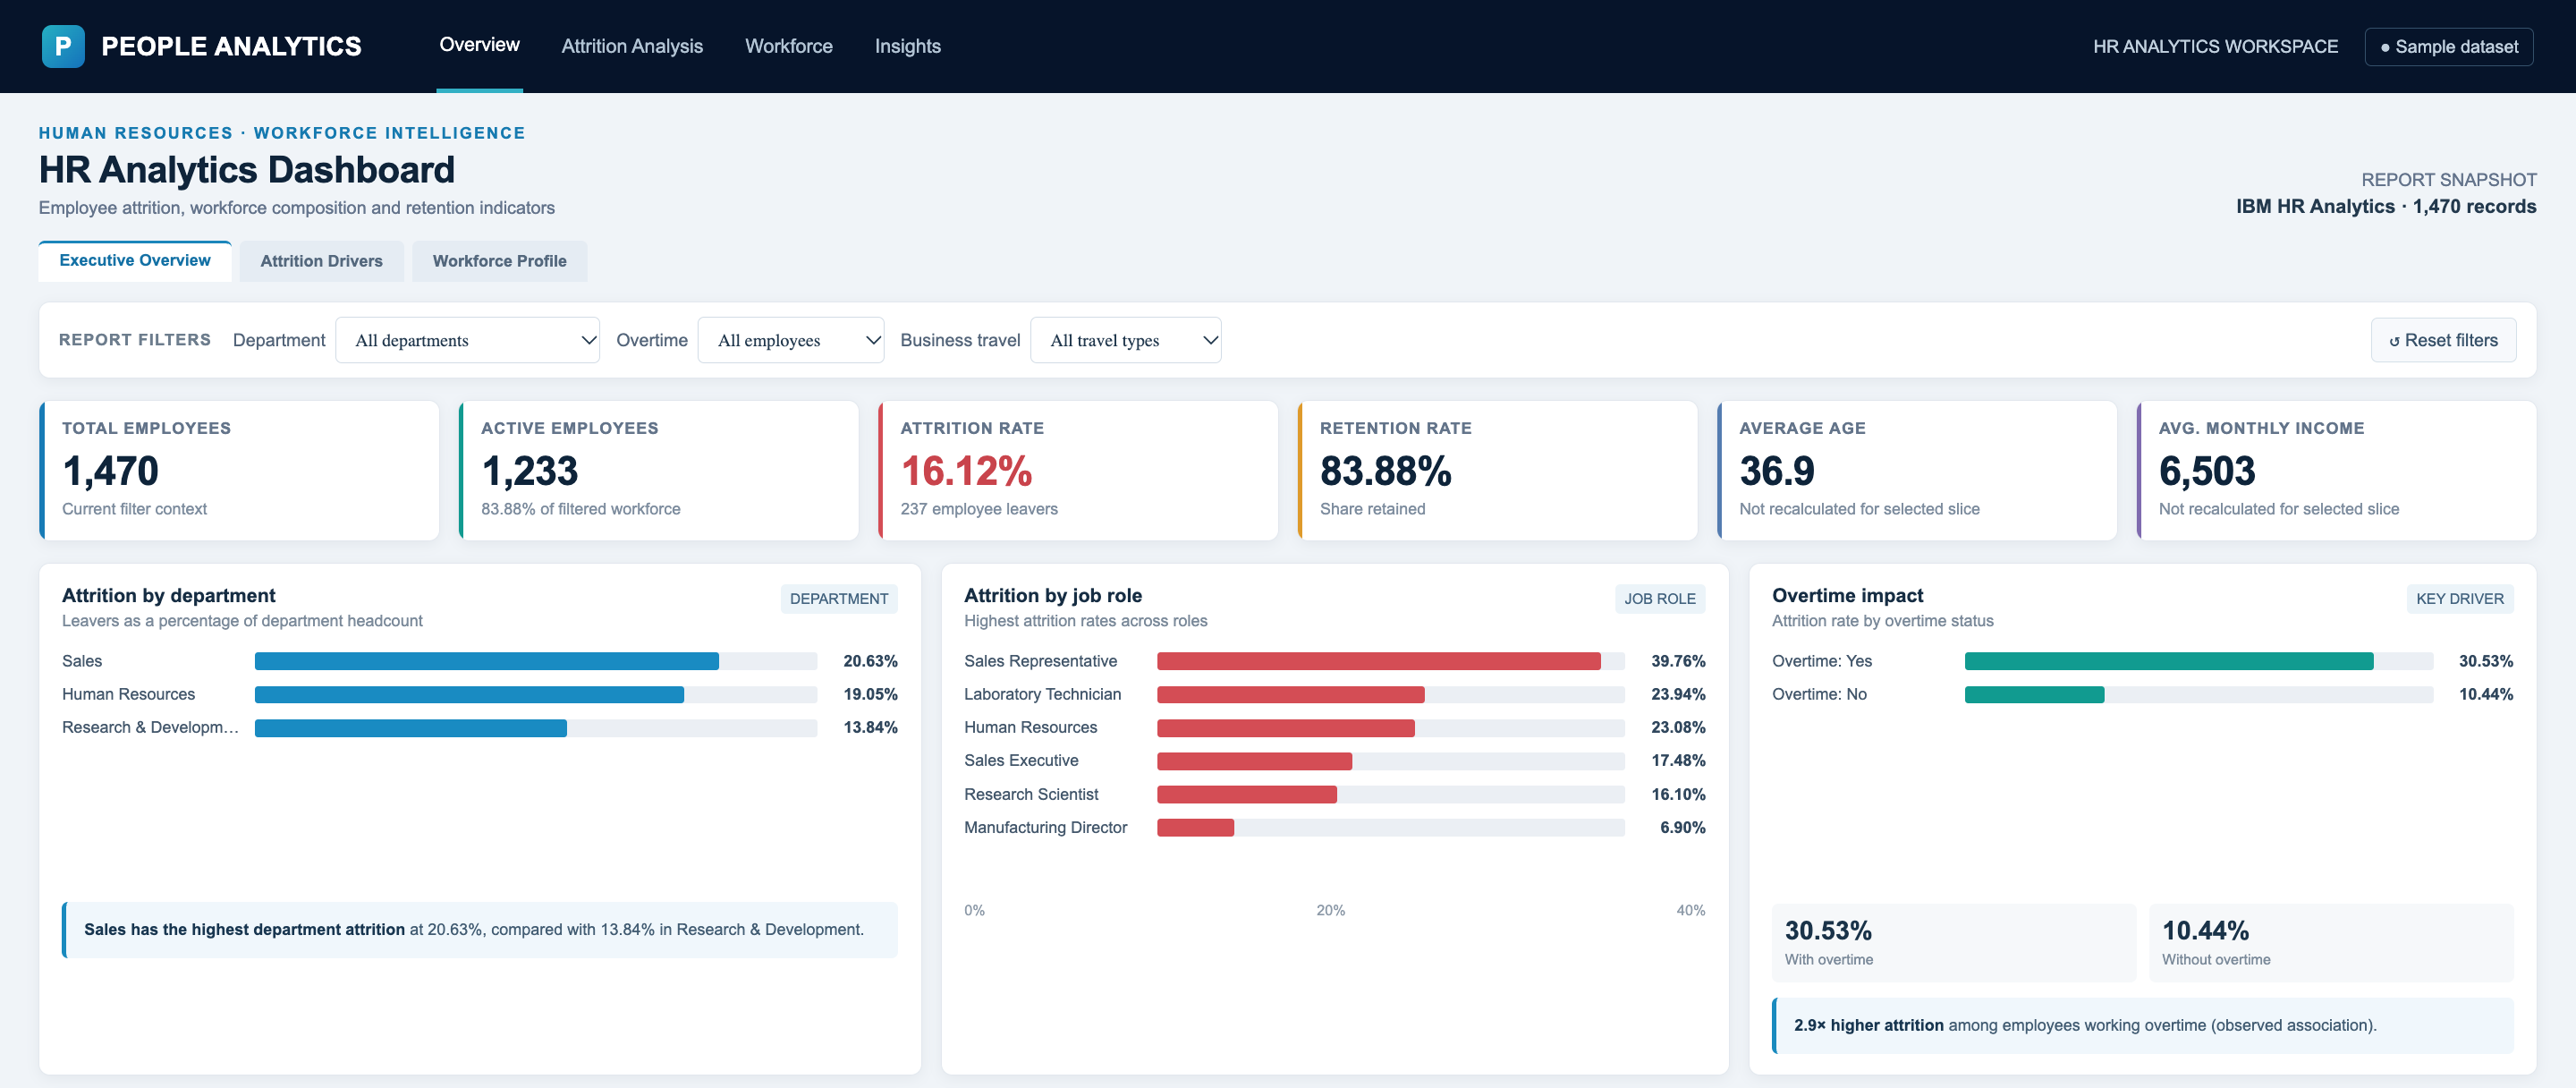 P PEOPLE ANALYTICS Overview Attrition Analysis Workforce Insights HR ANALYTICS WORKSPACE ● Sample dataset
HUMAN RESOURCES · WORKFORCE INTELLIGENCE
HR Analytics Dashboard
Employee attrition, workforce composition and retention indicators
REPORT SNAPSHOT
IBM HR Analytics · 1,470 records
Executive Overview Attrition Drivers Workforce Profile
REPORT FILTERS Department All departments Overtime All employees Business travel All travel types ↺ Reset filters
TOTAL EMPLOYEES
1,470
Current filter context
ACTIVE EMPLOYEES
1,233
83.88% of filtered workforce
ATTRITION RATE
16.12%
237 employee leavers
RETENTION RATE
83.88%
Share retained
AVERAGE AGE
36.9
Not recalculated for selected slice
AVG. MONTHLY INCOME
6,503
Not recalculated for selected slice
Attrition by department DEPARTMENT
Leavers as a percentage of department headcount
Sales 20.63%
Human Resources 19.05%
Research & Developm… 13.84%
Sales has the highest department attrition at 20.63%, compared with 13.84% in Research & Development.
Attrition by job role JOB ROLE
Highest attrition rates across roles
Sales Representative 39.76%
Laboratory Technician 23.94%
Human Resources 23.08%
Sales Executive 17.48%
Research Scientist 16.10%
Manufacturing Director 6.90%
0% 20% 40%
Overtime impact KEY DRIVER
Attrition rate by overtime status
Overtime: Yes 30.53%
Overtime: No 10.44%
30.53%
With overtime
10.44%
Without overtime
2.9× higher attrition among employees working overtime (observed association).